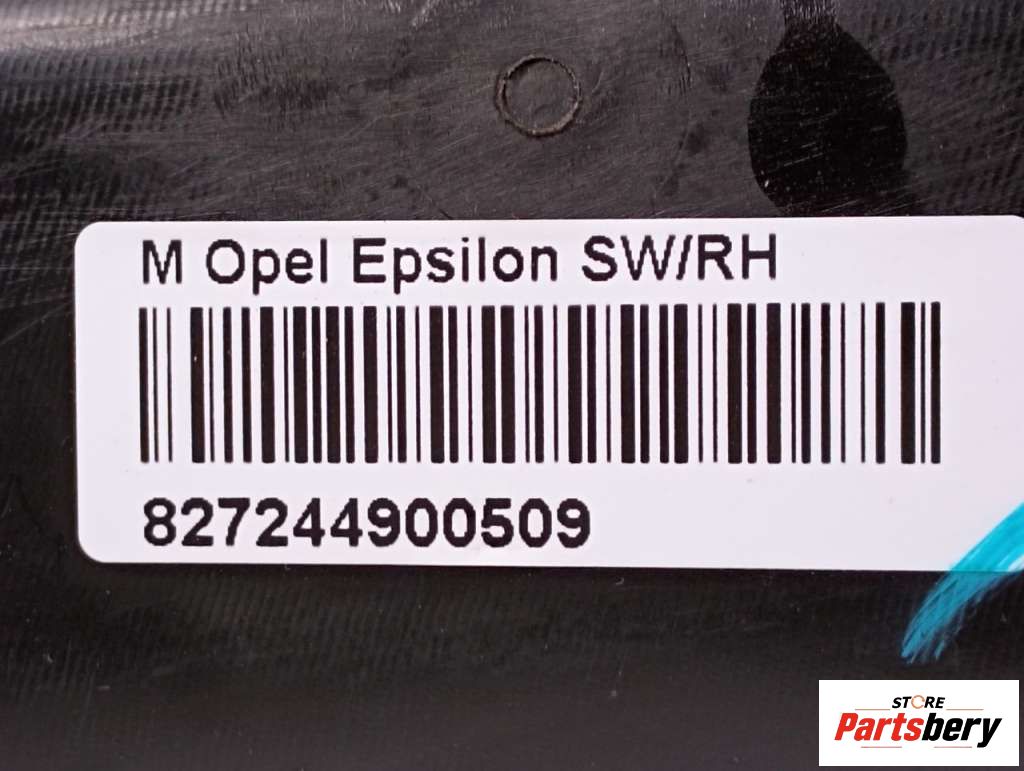 M Opel Epsilon SW/RH
827244900509
STORE
Partsbery